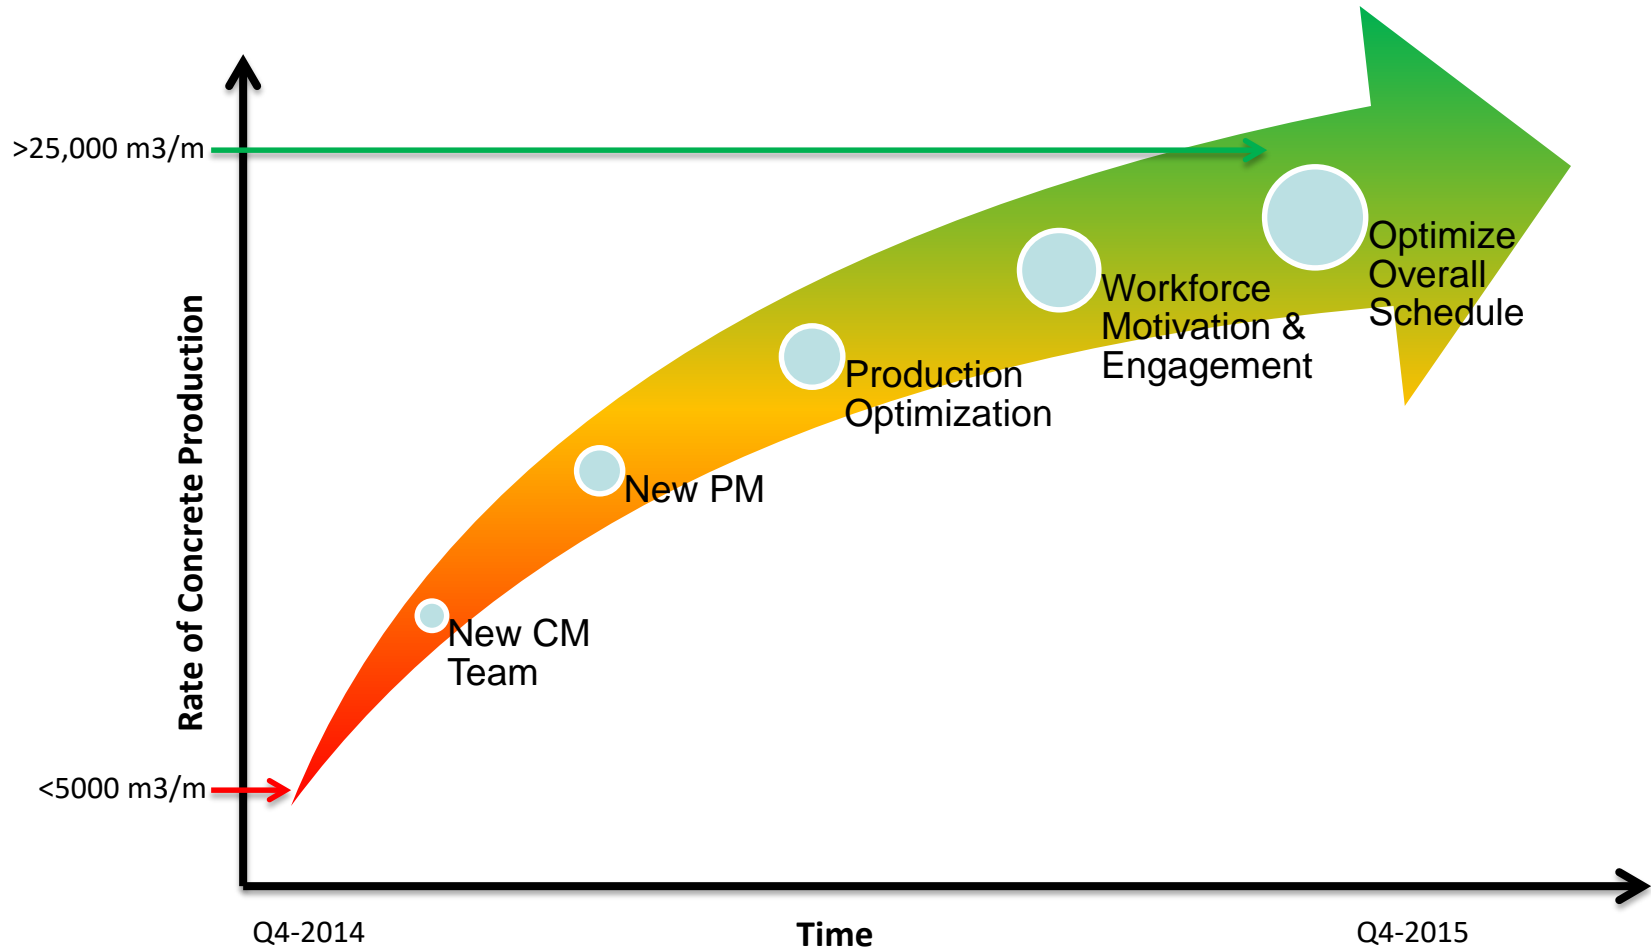 >25,000 m3/m
Optimize
Overall
Schedule
Workforce
Motivation &
Engagement
Production
Optimization
New PM
New CM
Team
Rate of Concrete Production
<5000 m3/m
Q4-2014
Time
Q4-2015